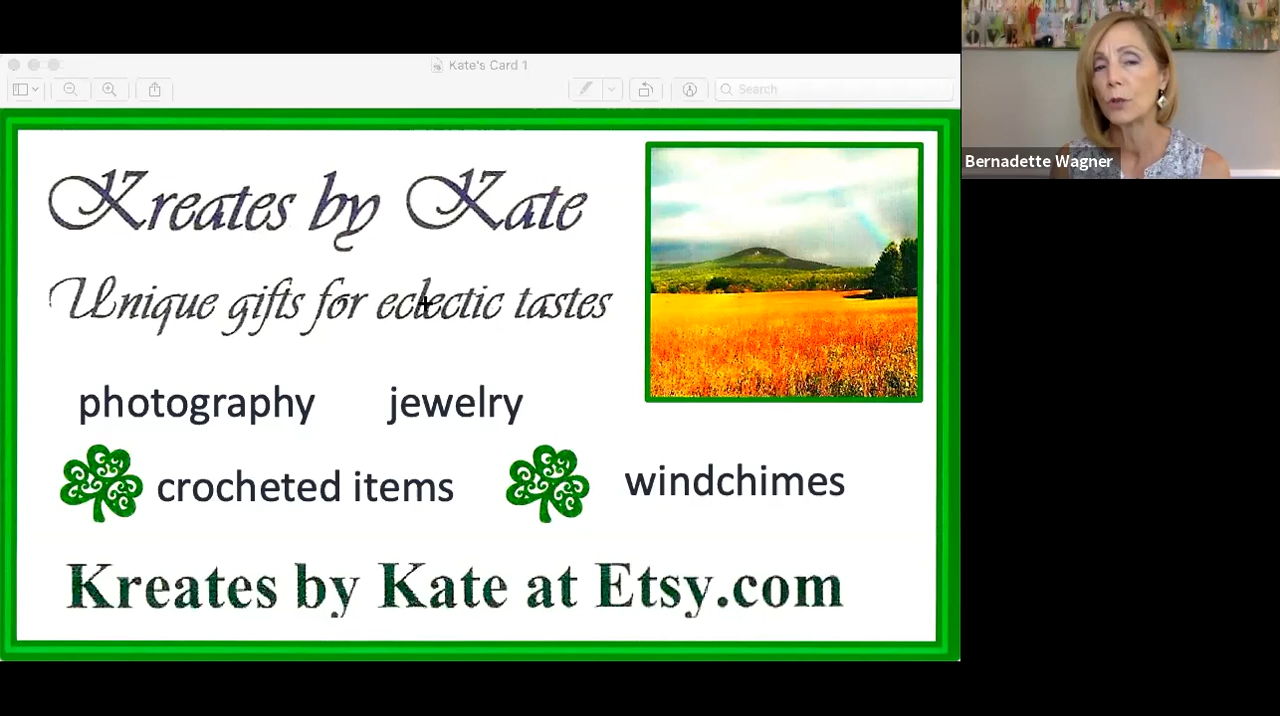 Kate's Card 1
Search
Kreates by Kate
Unique gifts for eclectic tastes
photography jewelry
crocheted items windchimes
Kreates by Kate at Etsy.com
Bernadette Wagner